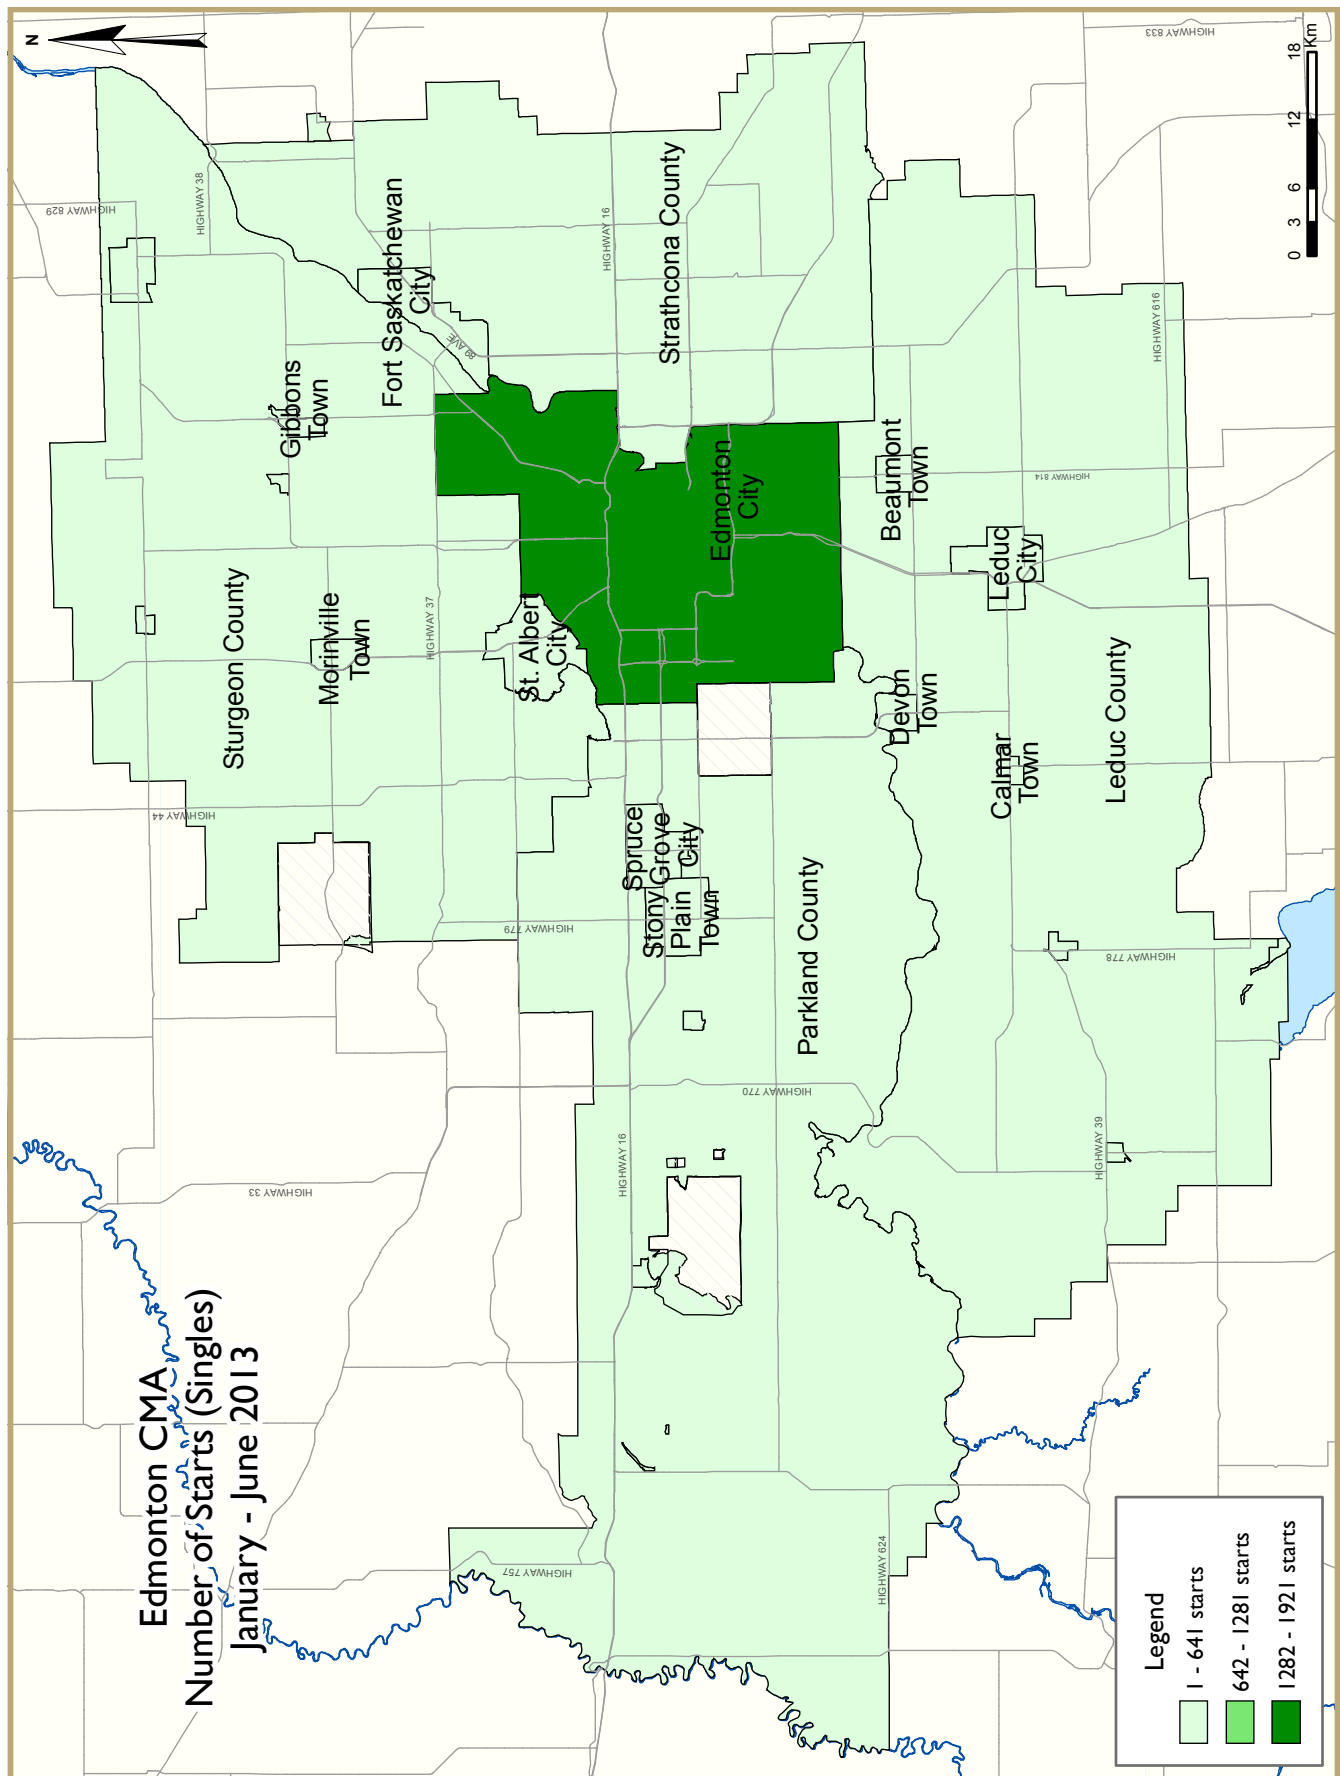 Edmonton CMA
Number of Starts (Singles)
January - June 2013
N
HIGHWAY 829
HIGHWAY 38
HIGHWAY 833
Fort Saskatchewan
City
89 AVE
HIGHWAY 16
Strathcona County
HIGHWAY 616
Gibbons
Town
Edmonton
City
Beaumont
Town
HIGHWAY 814
Leduc
City
Sturgeon County
Morinville
Town
HIGHWAY 37
St. Albert
City
Devon
Town
Calmar
Town
Leduc County
HIGHWAY 44
Spruce
Grove
City
Stony
Plain
Town
HIGHWAY 779
Parkland County
HIGHWAY 778
HIGHWAY 770
HIGHWAY 16
HIGHWAY 39
HIGHWAY 33
HIGHWAY 757
HIGHWAY 624
0 3 6 12 18
Km
Legend
1 - 641 starts
642 - 1281 starts
1282 - 1921 starts